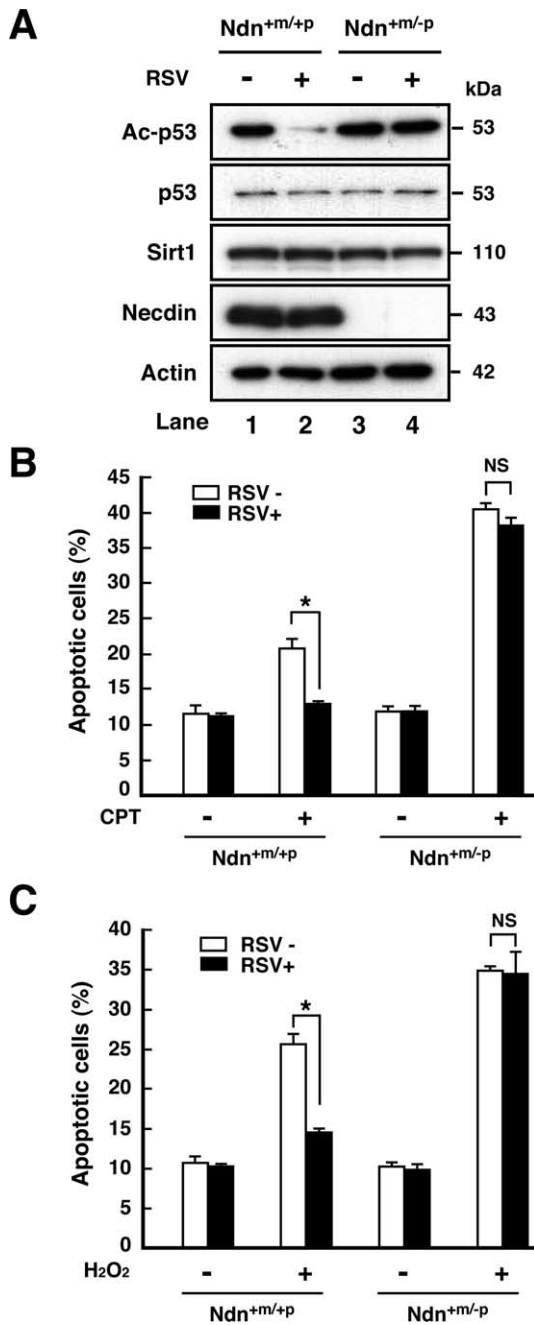 A
Ndn+m/+p Ndn+m/-p
RSV - + - + kDa
Ac-p53 53
p53 53
Sirt1 110
Necdin 43
Actin 42
Lane 1 2 3 4
B
45
40
35
30
25
20
15
10
5
0
Apoptotic cells (%)
RSV -
RSV+
*
NS
CPT - + - +
Ndn+m/+p Ndn+m/-p
C
40
35
30
25
20
15
10
5
0
Apoptotic cells (%)
RSV -
RSV+
*
NS
H2O2 - + - +
Ndn+m/+p Ndn+m/-p